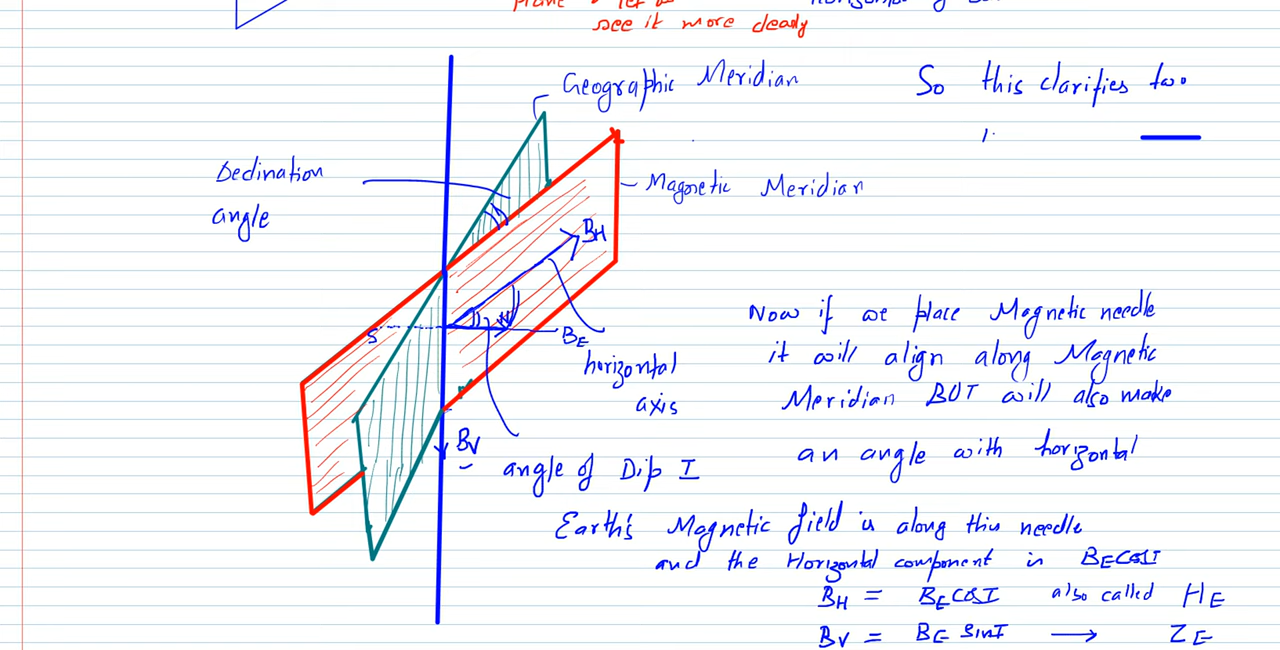 see it more clearly
Geographic Meridian
So this clarifies two
1.
Declination
angle
Magnetic Meridian
BH
S
N
BE
horizontal
axis
BV
angle of Dip I
Now if we place Magnetic needle
it will align along Magnetic
Meridian BUT will also make
an angle with horizontal
Earth's Magnetic field is along this needle
and the Horizontal component is BECosI
BH = BECosI also called HE
BV = BE SinI → ZE